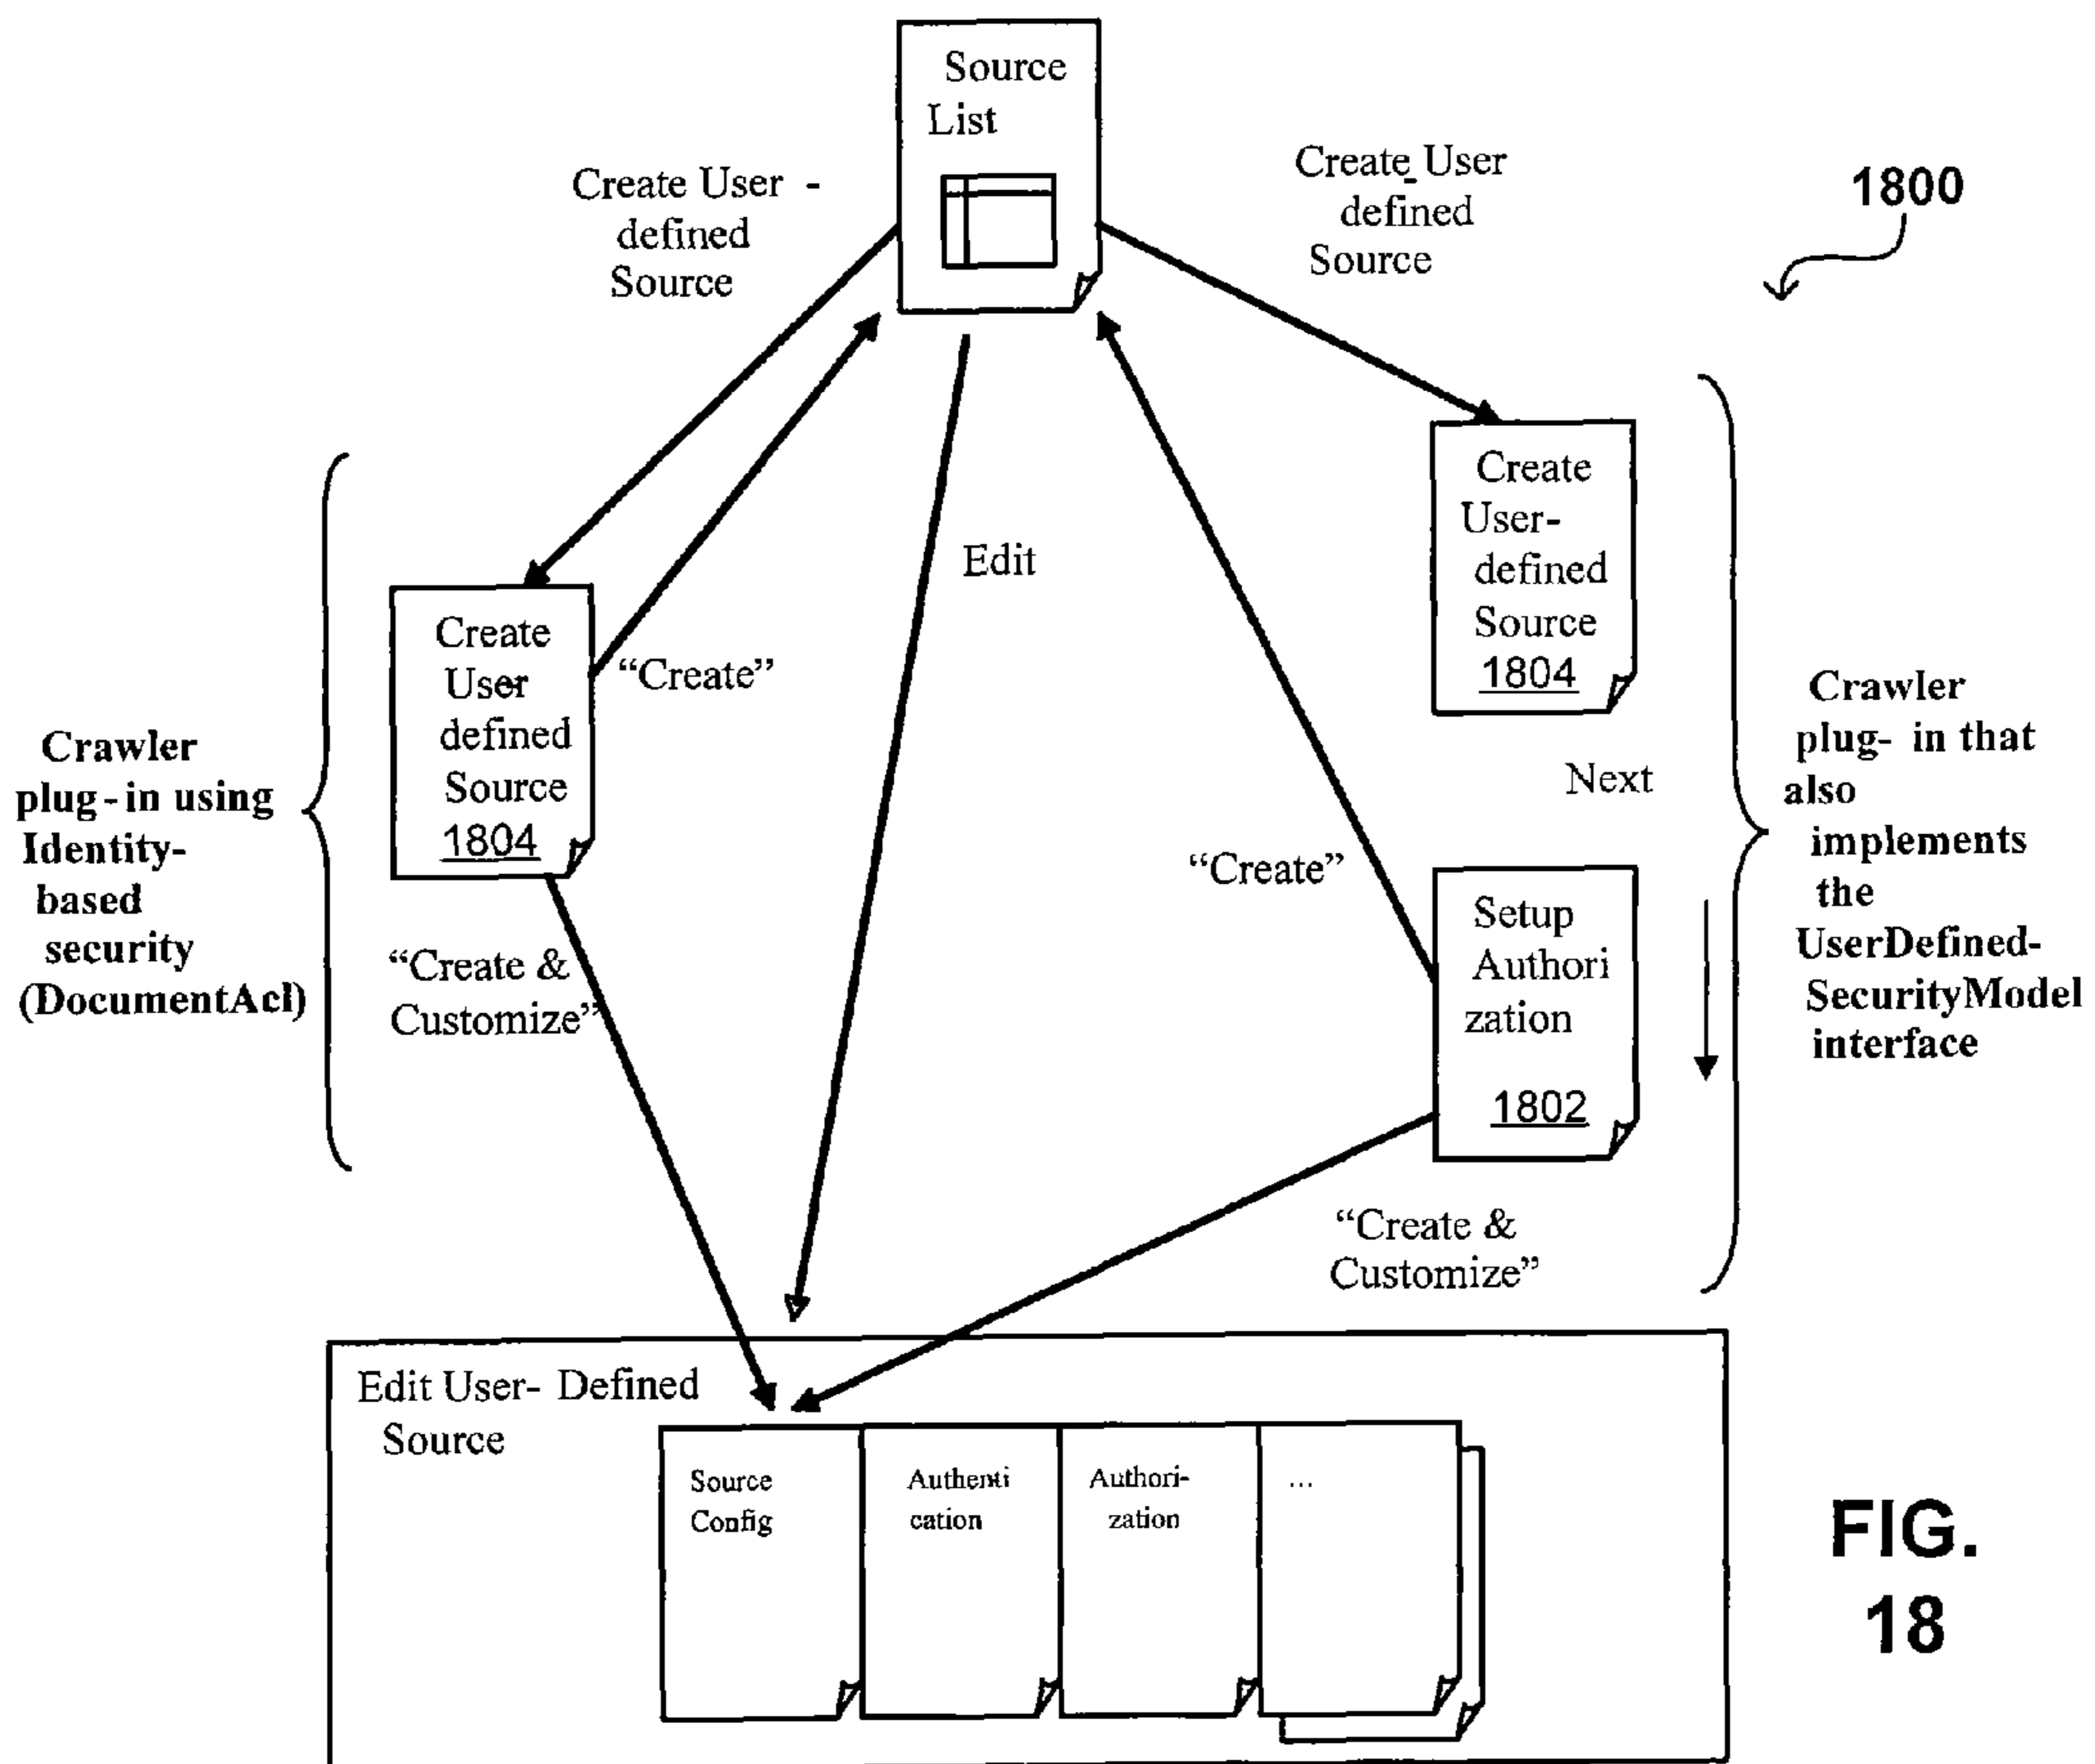 Source
List
Create User -
defined
Source
Create User
defined
Source
1800
Create
User
defined
Source
1804
"Create"
Edit
Create
User-
defined
Source
1804
Next
Crawler
plug-in using
Identity-
based
security
(DocumentAcl)
Crawler
plug- in that
also
implements
the
UserDefined-
SecurityModel
interface
"Create &
Customize"
"Create"
Setup
Authori
zation
1802
"Create &
Customize"
Edit User- Defined
Source
Source
Config
Authenti
cation
Authori-
zation
...
FIG.
18